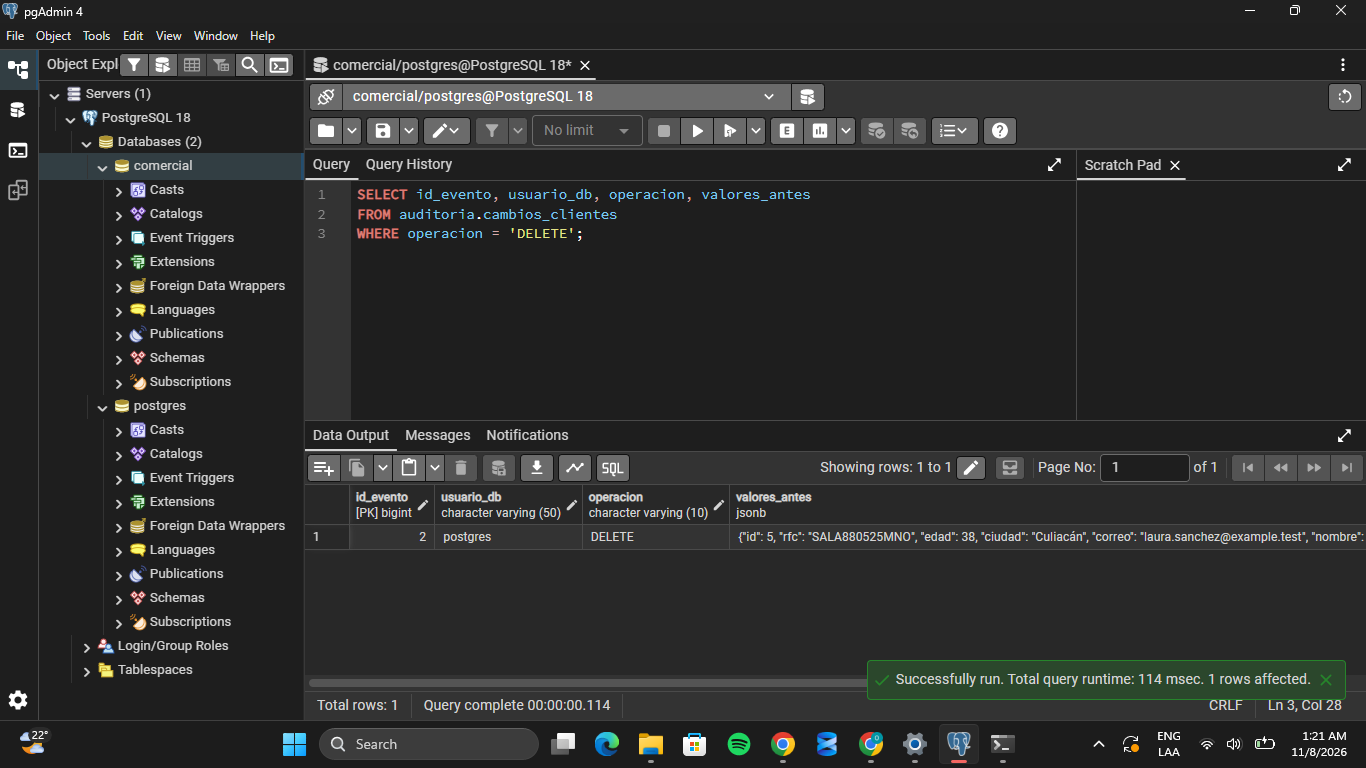 pgAdmin 4
File Object Tools Edit View Window Help
Object Expl
Servers (1)
PostgreSQL 18
Databases (2)
comercial
Casts
Catalogs
Event Triggers
Extensions
Foreign Data Wrappers
Languages
Publications
Schemas
Subscriptions
postgres
Casts
Catalogs
Event Triggers
Extensions
Foreign Data Wrappers
Languages
Publications
Schemas
Subscriptions
Login/Group Roles
Tablespaces
comercial/postgres@PostgreSQL 18*
comercial/postgres@PostgreSQL 18
No limit
E
Query Query History
Scratch Pad
1 SELECT id_evento, usuario_db, operacion, valores_antes
2 FROM auditoria.cambios_clientes
3 WHERE operacion = 'DELETE';
Data Output Messages Notifications
SQL
Showing rows: 1 to 1
Page No: 1 of 1
id_evento usuario_db operacion valores_antes
[PK] bigint character varying (50) character varying (10) jsonb
1 2 postgres DELETE {"id": 5, "rfc": "SALA880525MNO", "edad": 38, "ciudad": "Culiacán", "correo": "laura.sanchez@example.test", "nombre":
Successfully run. Total query runtime: 114 msec. 1 rows affected.
Total rows: 1 Query complete 00:00:00.114 CRLF Ln 3, Col 28
22°
Search
ENG
LAA
1:21 AM
11/8/2026